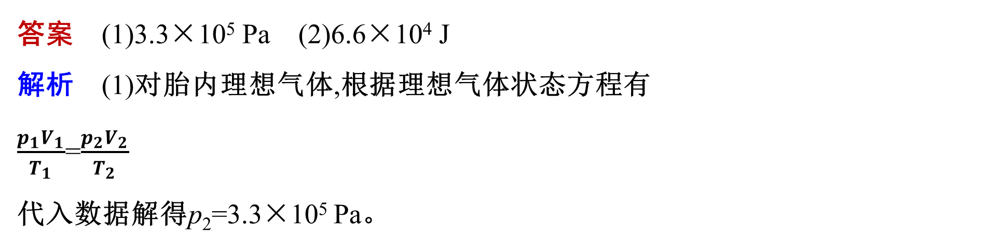 答案 (1)3.3×10⁵ Pa (2)6.6×10⁴ J
解析 (1)对胎内理想气体,根据理想气体状态方程有
p₁V₁/T₁=p₂V₂/T₂
代入数据解得p₂=3.3×10⁵ Pa。